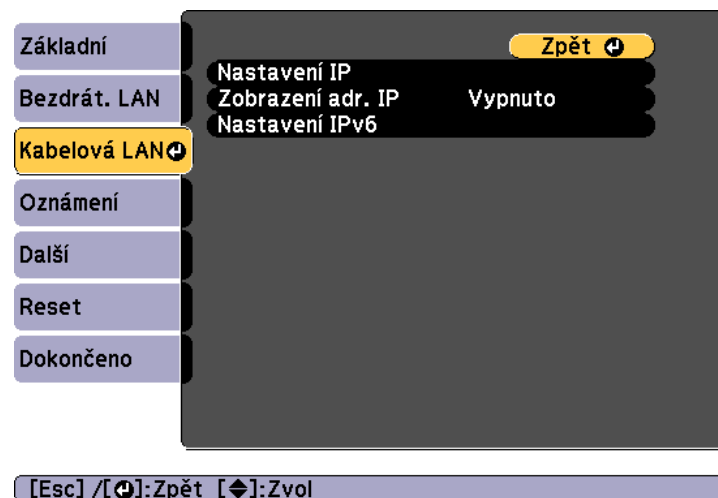 Základní
Bezdrát. LAN
Kabelová LAN
Oznámení
Další
Reset
Dokončeno
Zpět
Nastavení IP
Zobrazení adr. IP Vypnuto
Nastavení IPv6
[Esc] /[⏎]:Zpět [◆]:Zvol